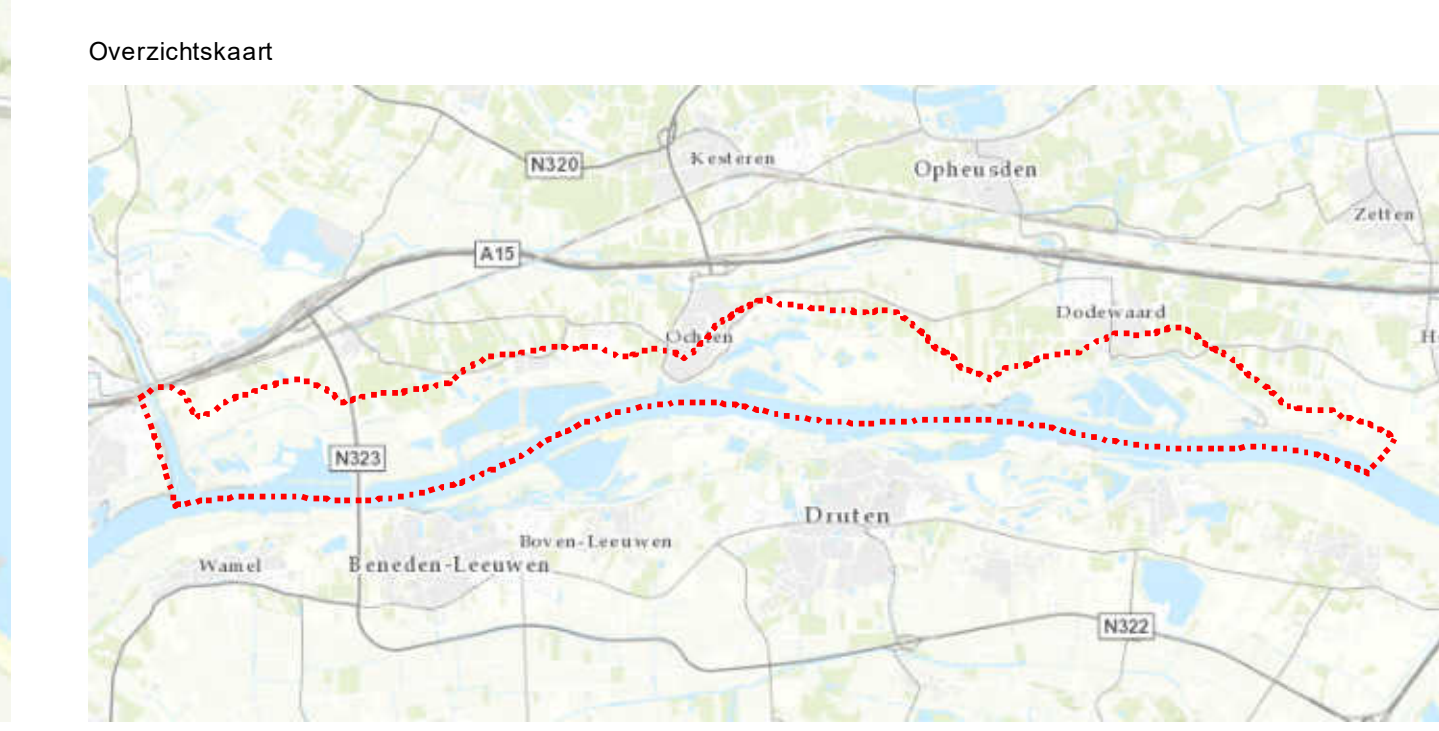 Overzichtskaart
Kesteren
N320
Opheusden
Zetten
A15
Dodewaard
Ochten
H
N323
Druten
Boven-Leeuwen
Wamel
Beneden-Leeuwen
N322